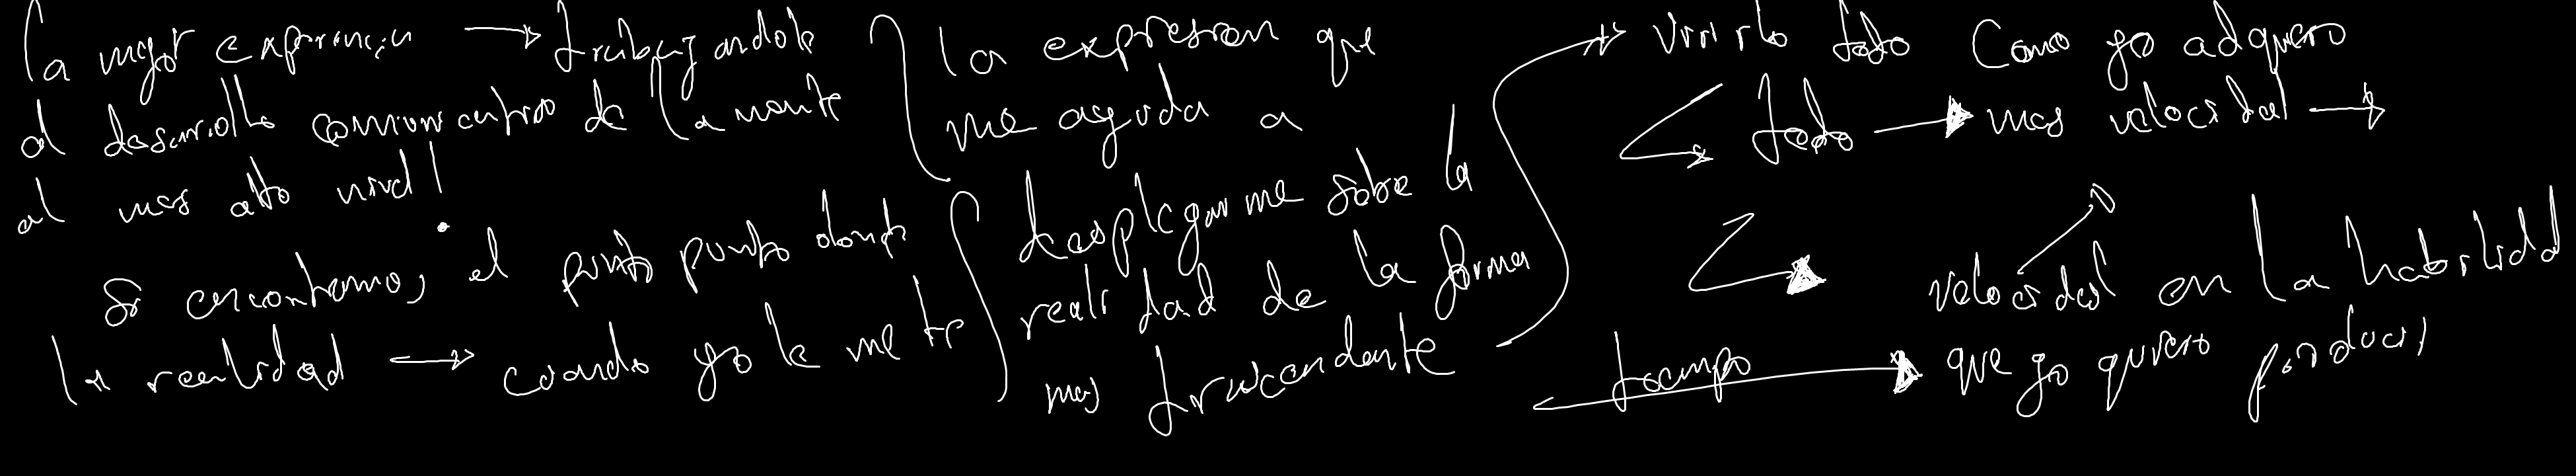 la mejor experiencia → trabajandole
al desarrollo comunicativo de la mente
al mas alto nivel
Si encontramos el punto punto donde
la realidad → cuando yo le mete
la expresion que
me ayuda a
desplegarme sobre la
realidad de la forma
mas trascendente
→ vivirlo todo Como yo adquiero
→ todo → mas velocidad →
→ velocidad en la habilidad
tiempo → que yo quiero producir